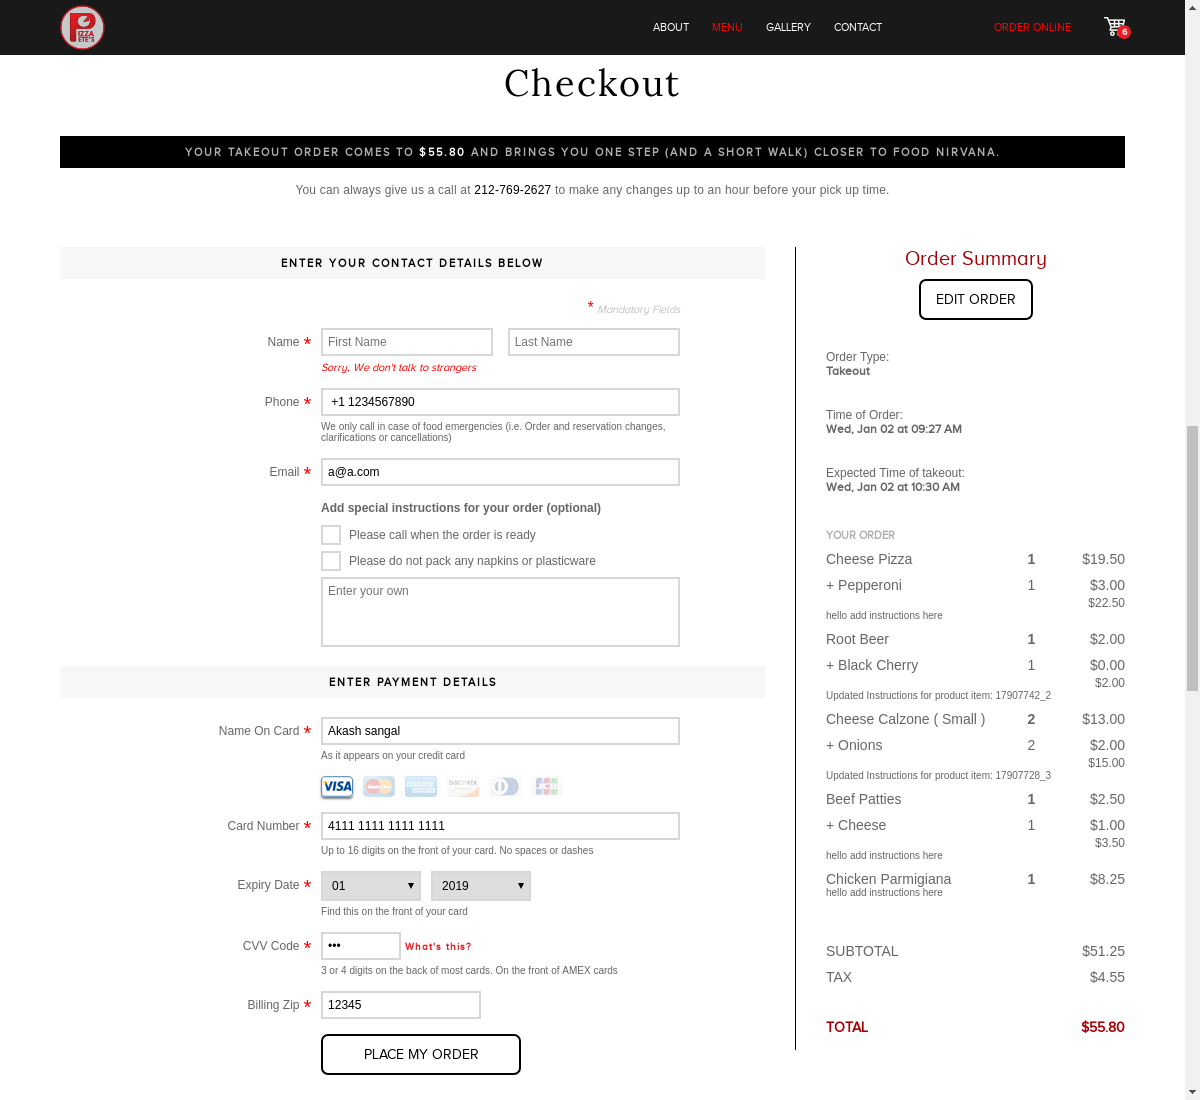 PIZZA ETE'S
ABOUT MENU GALLERY CONTACT ORDER ONLINE 6
Checkout
YOUR TAKEOUT ORDER COMES TO $55.80 AND BRINGS YOU ONE STEP (AND A SHORT WALK) CLOSER TO FOOD NIRVANA.
You can always give us a call at 212-769-2627 to make any changes up to an hour before your pick up time.
ENTER YOUR CONTACT DETAILS BELOW
* Mandatory Fields
Name * First Name Last Name
Sorry, We don't talk to strangers
Phone * +1 1234567890
We only call in case of food emergencies (i.e. Order and reservation changes,
clarifications or cancellations)
Email * a@a.com
Add special instructions for your order (optional)
Please call when the order is ready
Please do not pack any napkins or plasticware
Enter your own
ENTER PAYMENT DETAILS
Name On Card * Akash sangal
As it appears on your credit card
VISA MasterCard AMERICAN EXPRESS DISCOVER JCB
Card Number * 4111 1111 1111 1111
Up to 16 digits on the front of your card. No spaces or dashes
Expiry Date * 01 2019
Find this on the front of your card
CVV Code * ••• What's this?
3 or 4 digits on the back of most cards. On the front of AMEX cards
Billing Zip * 12345
PLACE MY ORDER
Order Summary
EDIT ORDER
Order Type:
Takeout
Time of Order:
Wed, Jan 02 at 09:27 AM
Expected Time of takeout:
Wed, Jan 02 at 10:30 AM
YOUR ORDER
Cheese Pizza 1 $19.50
+ Pepperoni 1 $3.00
$22.50
hello add instructions here
Root Beer 1 $2.00
+ Black Cherry 1 $0.00
$2.00
Updated Instructions for product item: 17907742_2
Cheese Calzone ( Small ) 2 $13.00
+ Onions 2 $2.00
$15.00
Updated Instructions for product item: 17907728_3
Beef Patties 1 $2.50
+ Cheese 1 $1.00
$3.50
hello add instructions here
Chicken Parmigiana 1 $8.25
hello add instructions here
SUBTOTAL $51.25
TAX $4.55
TOTAL $55.80